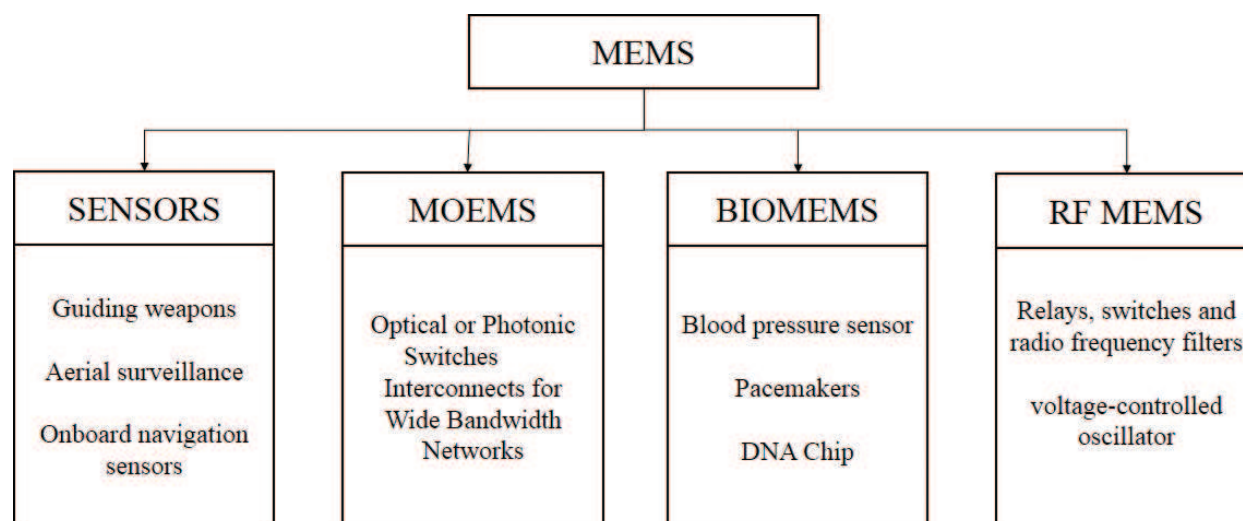 MEMS
SENSORS
Guiding weapons
Aerial surveillance
Onboard navigation
sensors
MOEMS
Optical or Photonic
Switches
Interconnects for
Wide Bandwidth
Networks
BIOMEMS
Blood pressure sensor
Pacemakers
DNA Chip
RF MEMS
Relays, switches and
radio frequency filters
voltage-controlled
oscillator